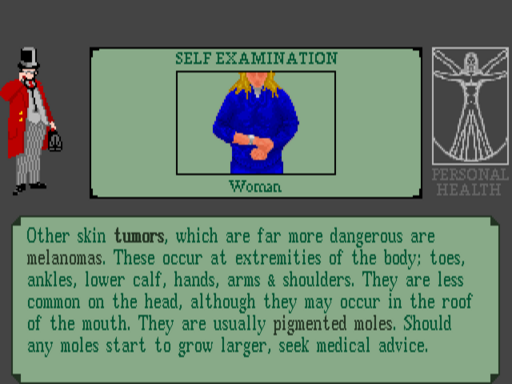 SELF EXAMINATION
Woman
PERSONAL
HEALTH
Other skin tumors, which are far more dangerous are
melanomas. These occur at extremities of the body; toes,
ankles, lower calf, hands, arms & shoulders. They are less
common on the head, although they may occur in the roof
of the mouth. They are usually pigmented moles. Should
any moles start to grow larger, seek medical advice.